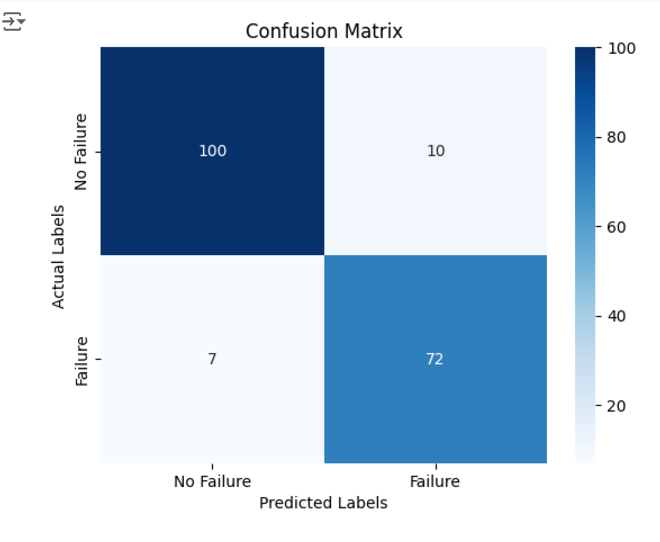 Confusion Matrix
100
10
7
72
No Failure
Failure
Actual Labels
No Failure
Failure
Predicted Labels
100
80
60
40
20